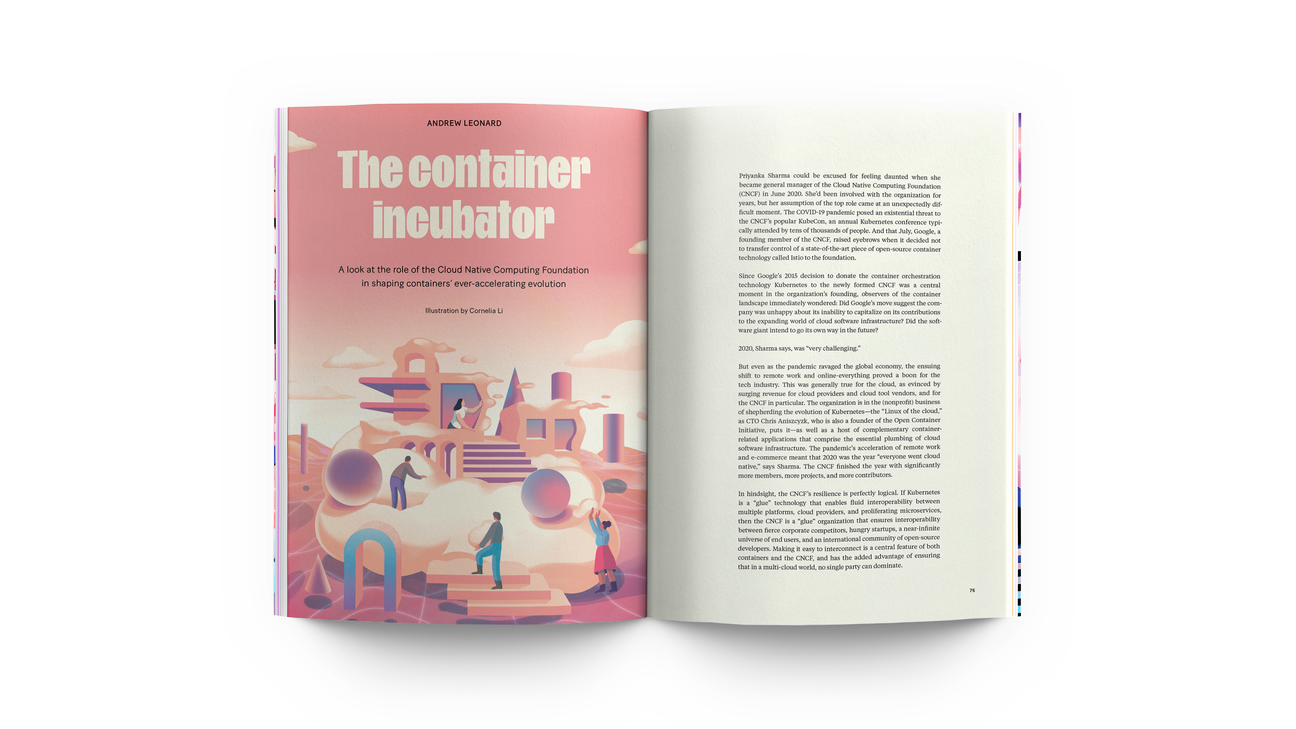 ANDREW LEONARD
The container
incubator
A look at the role of the Cloud Native Computing Foundation
in shaping containers' ever-accelerating evolution
Illustration by Cornelia Li
Priyanka Sharma could be excused for feeling daunted when she
became general manager of the Cloud Native Computing Foundation
(CNCF) in June 2020. She'd been involved with the organization for
years, but her assumption of the top role came at an unexpectedly dif-
ficult moment. The COVID-19 pandemic posed an existential threat to
the CNCF's popular KubeCon, an annual Kubernetes conference typi-
cally attended by tens of thousands of people. And that July, Google, a
founding member of the CNCF, raised eyebrows when it decided not
to transfer control of a state-of-the-art piece of open-source container
technology called Istio to the foundation.
Since Google's 2015 decision to donate the container orchestration
technology Kubernetes to the newly formed CNCF was a central
moment in the organization's founding, observers of the container
landscape immediately wondered: Did Google's move suggest the com-
pany was unhappy about its inability to capitalize on its contributions
to the expanding world of cloud software infrastructure? Did the soft-
ware giant intend to go its own way in the future?
2020, Sharma says, was "very challenging."
But even as the pandemic ravaged the global economy, the ensuing
shift to remote work and online-everything proved a boon for the
tech industry. This was generally true for the cloud, as evinced by
surging revenue for cloud providers and cloud tool vendors, and for
the CNCF in particular. The organization is in the (nonprofit) business
of shepherding the evolution of Kubernetes—the "Linux of the cloud,"
as CTO Chris Aniszczyk, who is also a founder of the Open Container
Initiative, puts it—as well as a host of complementary container-
related applications that comprise the essential plumbing of cloud
software infrastructure. The pandemic's acceleration of remote work
and e-commerce meant that 2020 was the year "everyone went cloud
native," says Sharma. The CNCF finished the year with significantly
more members, more projects, and more contributors.
In hindsight, the CNCF's resilience is perfectly logical. If Kubernetes
is a "glue" technology that enables fluid interoperability between
multiple platforms, cloud providers, and proliferating microservices,
then the CNCF is a "glue" organization that ensures interoperability
between fierce corporate competitors, hungry startups, a near-infinite
universe of end users, and an international community of open-source
developers. Making it easy to interconnect is a central feature of both
containers and the CNCF, and has the added advantage of ensuring
that in a multi-cloud world, no single party can dominate.
75